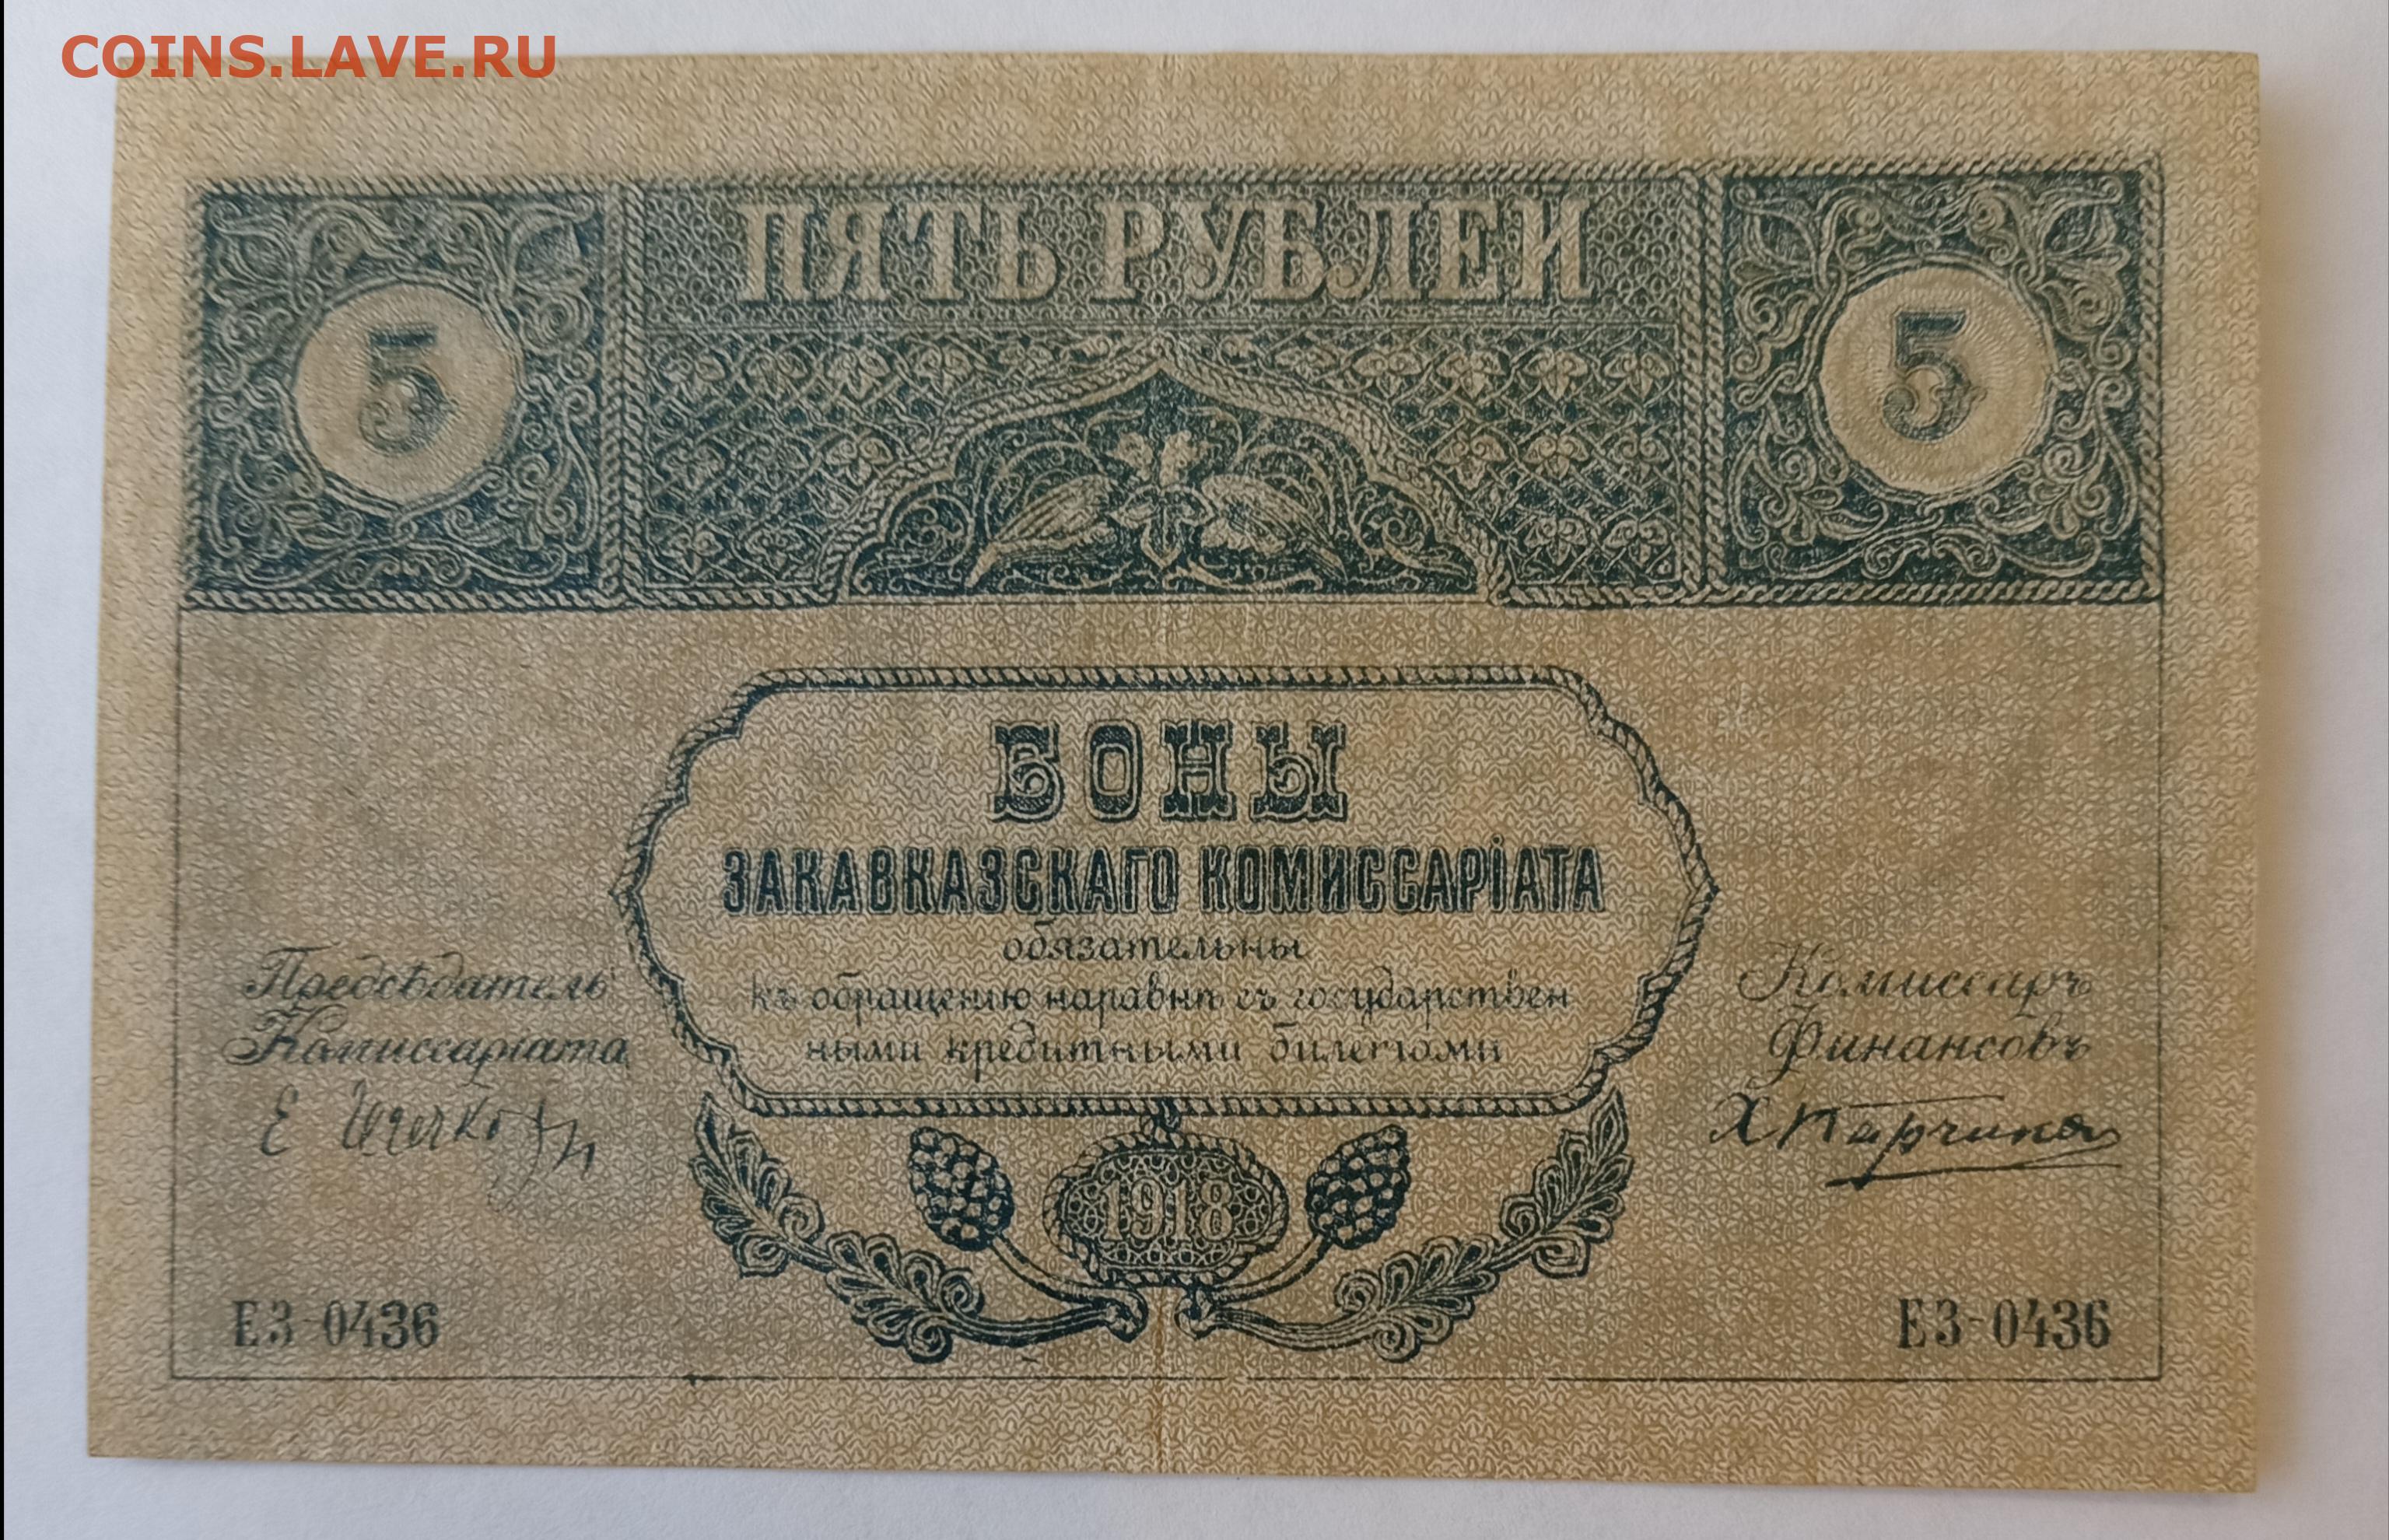 COINS.LAVE.RU
ПЯТЬ РУБЛЕЙ
5
5
БОНЫ
ЗАКАВКАЗСКАГО КОМИССАРІАТА
обязательны
къ обращенію наравнѣ съ государствен
ными кредитными билетами
Предсѣдатель
Комиссаріата
Комиссаръ
Финансовъ
1918
ЕЗ-0436
ЕЗ-0436